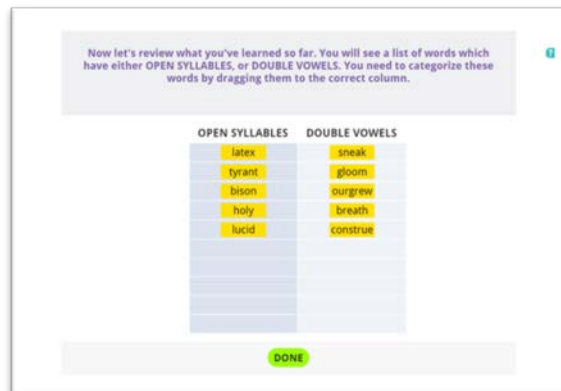 Now let's review what you've learned so far. You will see a list of words which
have either OPEN SYLLABLES, or DOUBLE VOWELS. You need to categorize these
words by dragging them to the correct column.
?
OPEN SYLLABLES DOUBLE VOWELS
latex sneak
tyrant gloom
bison ourgrew
holy breath
lucid construe
DONE